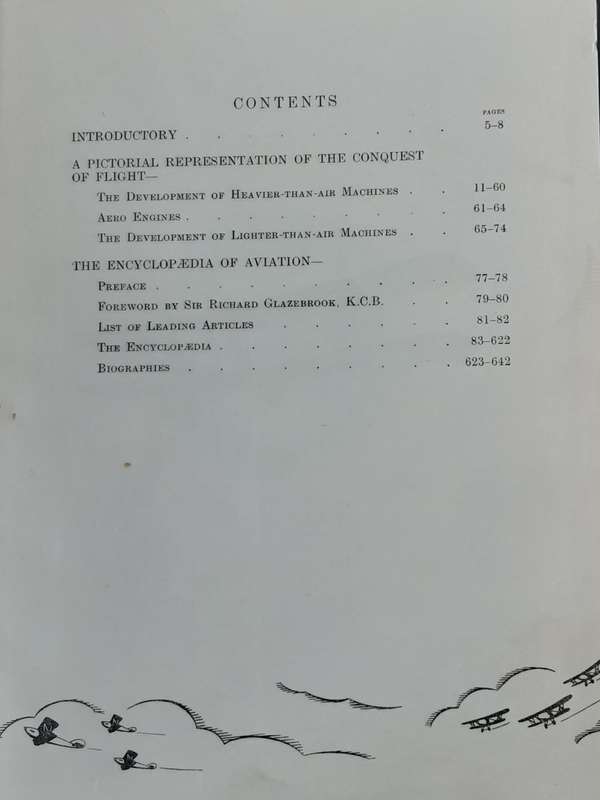 CONTENTS
PAGES
INTRODUCTORY . . . . . . . . 5–8
A PICTORIAL REPRESENTATION OF THE CONQUEST
OF FLIGHT—
THE DEVELOPMENT OF HEAVIER-THAN-AIR MACHINES . . 11–60
AERO ENGINES . . . . . . . . . 61–64
THE DEVELOPMENT OF LIGHTER-THAN-AIR MACHINES . . 65–74
THE ENCYCLOPÆDIA OF AVIATION—
PREFACE . . . . . . . . . . 77–78
FOREWORD BY SIR RICHARD GLAZEBROOK, K.C.B. . . 79–80
LIST OF LEADING ARTICLES . . . . . . 81–82
THE ENCYCLOPÆDIA . . . . . . . . 83–622
BIOGRAPHIES . . . . . . . . . 623–642